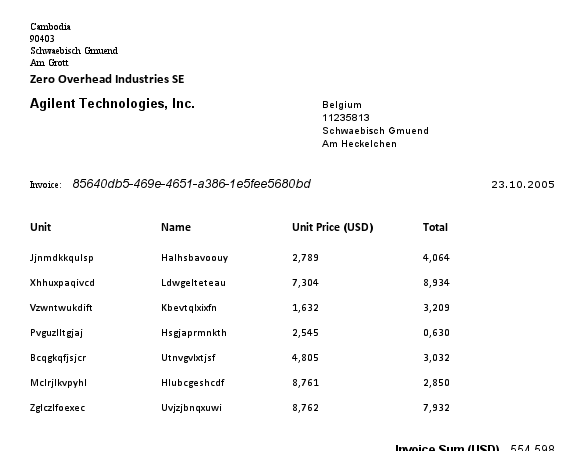 Cambodia
90403
Schwaebisch Gmuend
Am Grott
Zero Overhead Industries SE
Agilent Technologies, Inc.
Belgium
11235813
Schwaebisch Gmuend
Am Heckelchen
Invoice: 85640db5-469e-4651-a386-1e5fee5680bd 23.10.2005
Unit Name Unit Price (USD) Total
Jjnmdkkqulsp Halhsbavoouy 2,789 4,064
Xhhuxpaqivcd Ldwgelteteau 7,304 8,934
Vzwntwukdift Kbevtqlxixfn 1,632 3,209
Pvguzlltgjaj Hsgjaprmnkth 2,545 0,630
Bcqgkqfjsjcr Utnvgvlxtjsf 4,805 3,032
Mclrjlkvpyhl Hlubcgeshcdf 8,761 2,850
Zglczlfoexec Uvjzjbnqxuwi 8,762 7,932
Invoice Sum (USD) 554,598